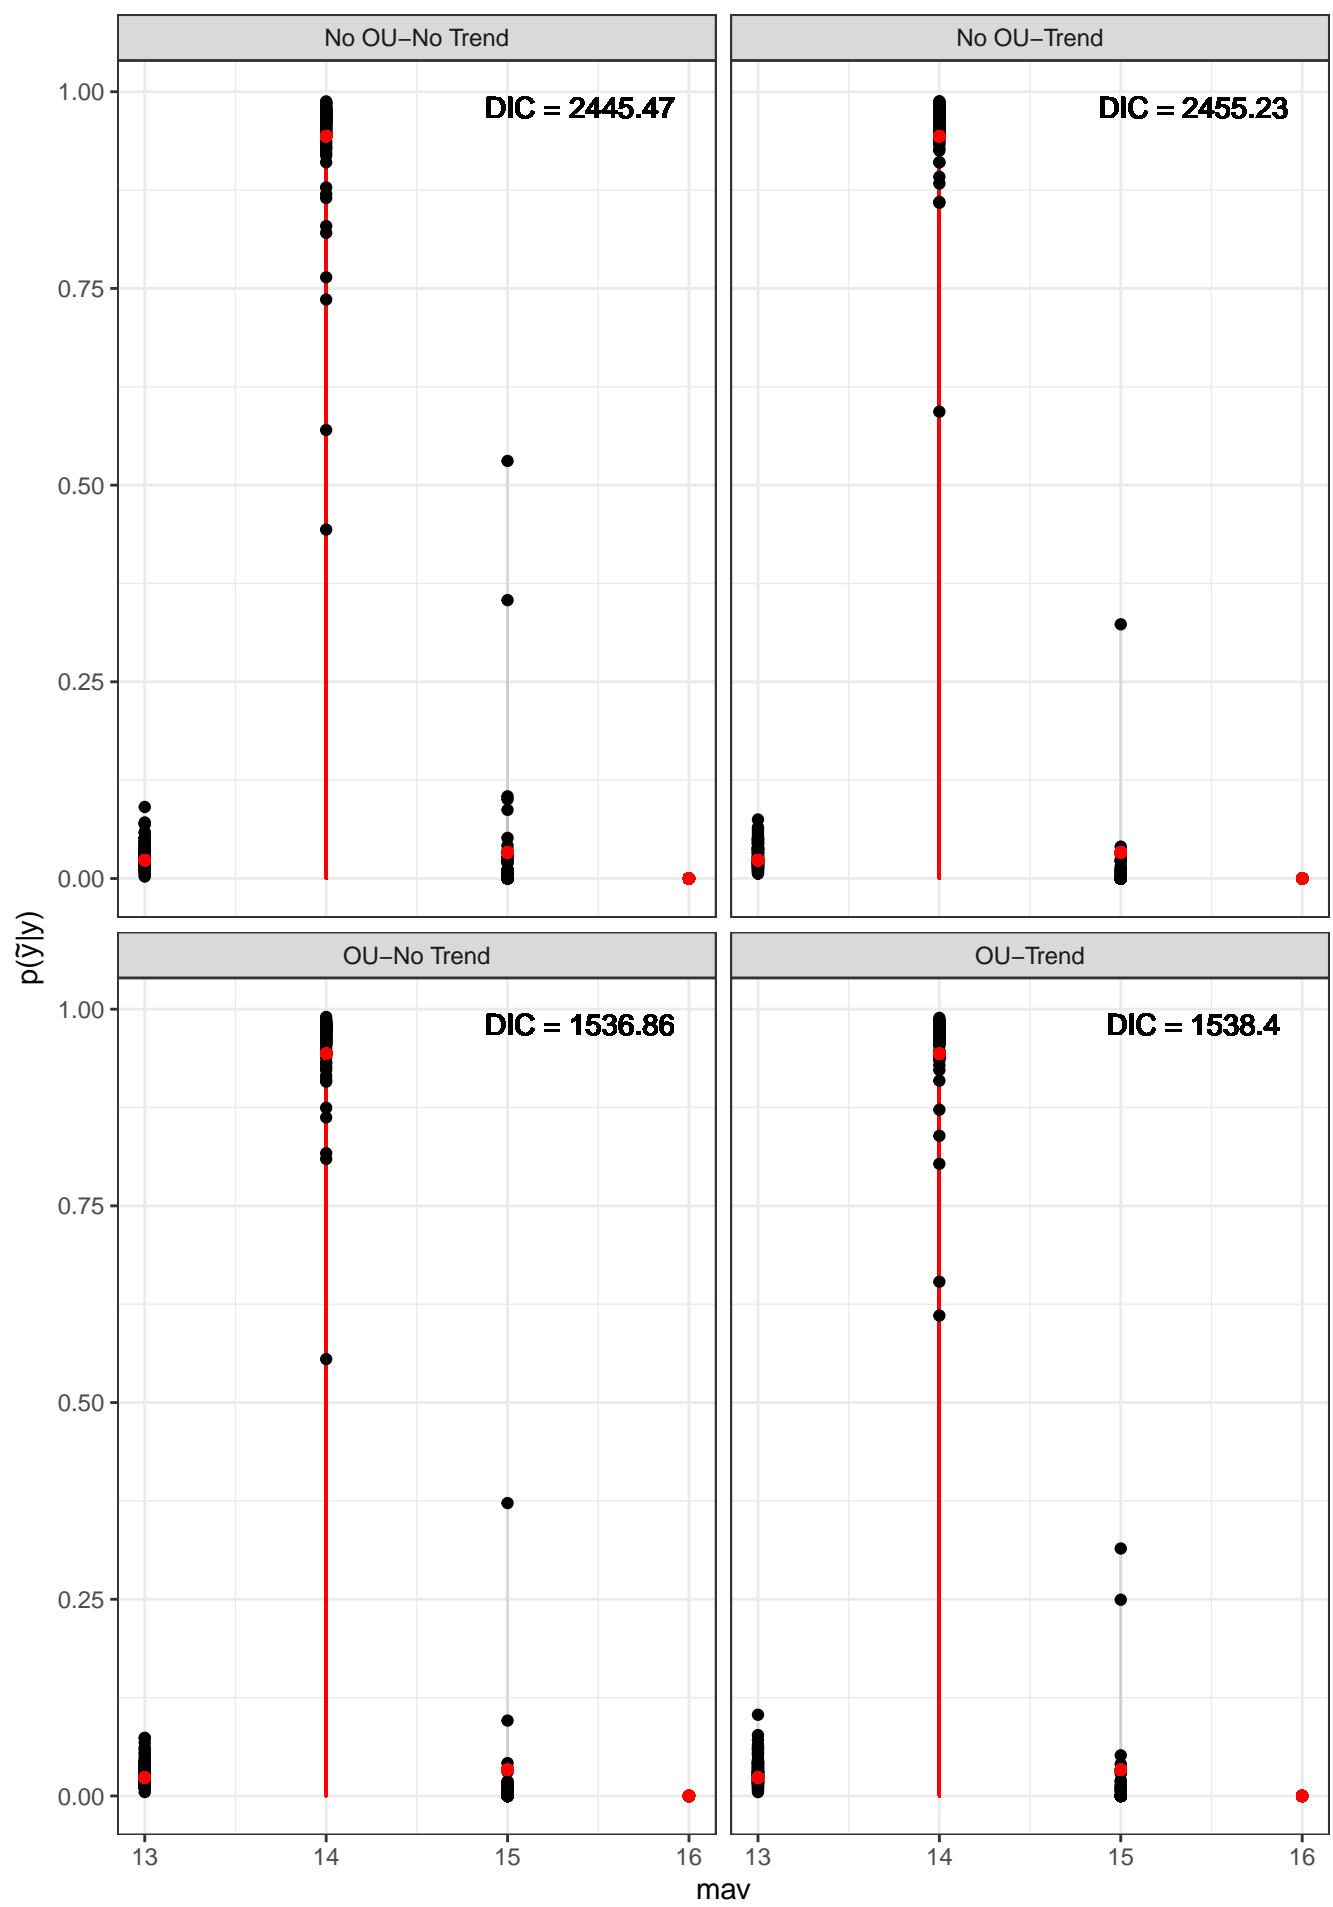 No OU–No Trend
No OU–Trend
DIC = 2445.47
DIC = 2455.23
1.00
0.75
0.50
0.25
0.00
p(ỹ|y)
OU–No Trend
OU–Trend
DIC = 1536.86
DIC = 1538.4
1.00
0.75
0.50
0.25
0.00
13 14 15 16 13 14 15 16
mav